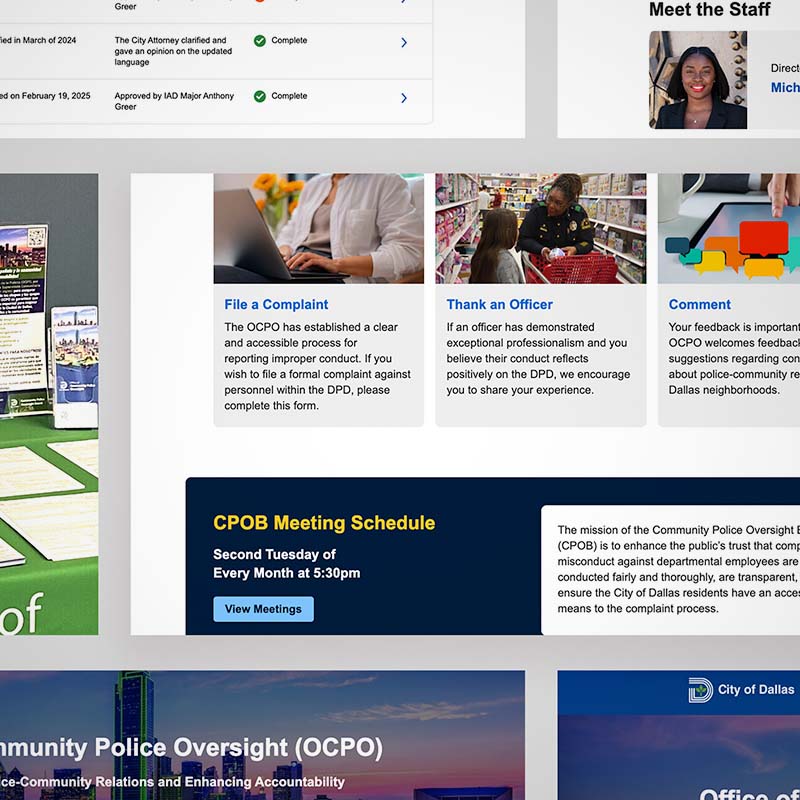 Greer
fied in March of 2024
The City Attorney clarified and
gave an opinion on the updated
language
Complete
ed on February 19, 2025
Approved by IAD Major Anthony
Greer
Complete
Meet the Staff
Direct
Mich
File a Complaint
The OCPO has established a clear
and accessible process for
reporting improper conduct. If you
wish to file a formal complaint against
personnel within the DPD, please
complete this form.
Thank an Officer
If an officer has demonstrated
exceptional professionalism and you
believe their conduct reflects
positively on the DPD, we encourage
you to share your experience.
Comment
Your feedback is important
OCPO welcomes feedback
suggestions regarding con
about police-community re
Dallas neighborhoods.
of
CPOB Meeting Schedule
Second Tuesday of
Every Month at 5:30pm
View Meetings
The mission of the Community Police Oversight B
(CPOB) is to enhance the public's trust that comp
misconduct against departmental employees are
conducted fairly and thoroughly, are transparent,
ensure the City of Dallas residents have an acces
means to the complaint process.
mmunity Police Oversight (OCPO)
ce-Community Relations and Enhancing Accountability
City of Dallas
Office of